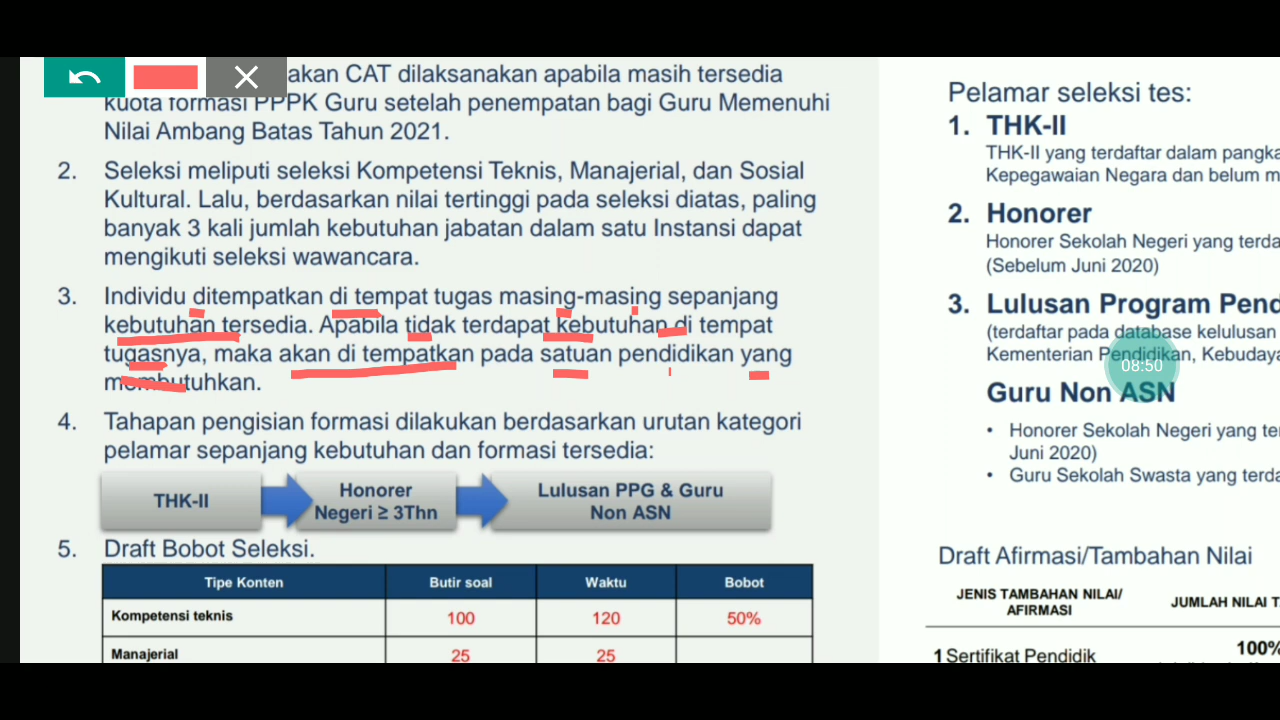 akan CAT dilaksanakan apabila masih tersedia
kuota formasi PPPK Guru setelah penempatan bagi Guru Memenuhi
Nilai Ambang Batas Tahun 2021.
2. Seleksi meliputi seleksi Kompetensi Teknis, Manajerial, dan Sosial
Kultural. Lalu, berdasarkan nilai tertinggi pada seleksi diatas, paling
banyak 3 kali jumlah kebutuhan jabatan dalam satu Instansi dapat
mengikuti seleksi wawancara.
3. Individu ditempatkan di tempat tugas masing-masing sepanjang
kebutuhan tersedia. Apabila tidak terdapat kebutuhan di tempat
tugasnya, maka akan di tempatkan pada satuan pendidikan yang
membutuhkan.
4. Tahapan pengisian formasi dilakukan berdasarkan urutan kategori
pelamar sepanjang kebutuhan dan formasi tersedia:
THK-II
Honorer
Negeri ≥ 3Thn
Lulusan PPG & Guru
Non ASN
5. Draft Bobot Seleksi.
Tipe Konten Butir soal Waktu Bobot
Kompetensi teknis 100 120 50%
Manajerial 25 25
Pelamar seleksi tes:
1. THK-II
THK-II yang terdaftar dalam pangka
Kepegawaian Negara dan belum m
2. Honorer
Honorer Sekolah Negeri yang terda
(Sebelum Juni 2020)
3. Lulusan Program Pend
(terdaftar pada database kelulusan
Kementerian Pendidikan, Kebuday
08:50
Guru Non ASN
• Honorer Sekolah Negeri yang te
Juni 2020)
• Guru Sekolah Swasta yang terda
Draft Afirmasi/Tambahan Nilai
JENIS TAMBAHAN NILAI/
AFIRMASI
JUMLAH NILAI T
1 Sertifikat Pendidik
100%